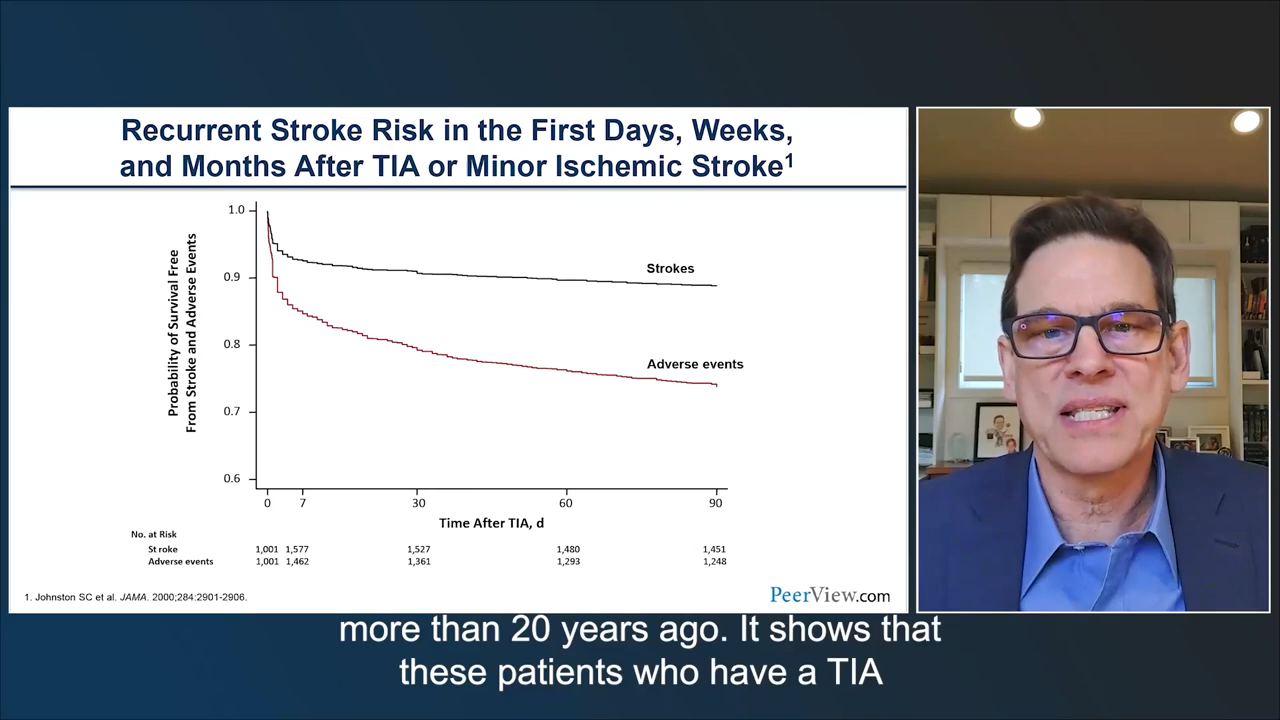 Recurrent Stroke Risk in the First Days, Weeks,
and Months After TIA or Minor Ischemic Stroke1
Probability of Survival Free
From Stroke and Adverse Events
1.0
0.9
0.8
0.7
0.6
Strokes
Adverse events
0 7 30 60 90
Time After TIA, d
No. at Risk
St roke 1,001 1,577 1,527 1,480 1,451
Adverse events 1,001 1,462 1,361 1,293 1,248
1. Johnston SC et al. JAMA. 2000;284:2901-2906.
PeerView.com
more than 20 years ago. It shows that
these patients who have a TIA